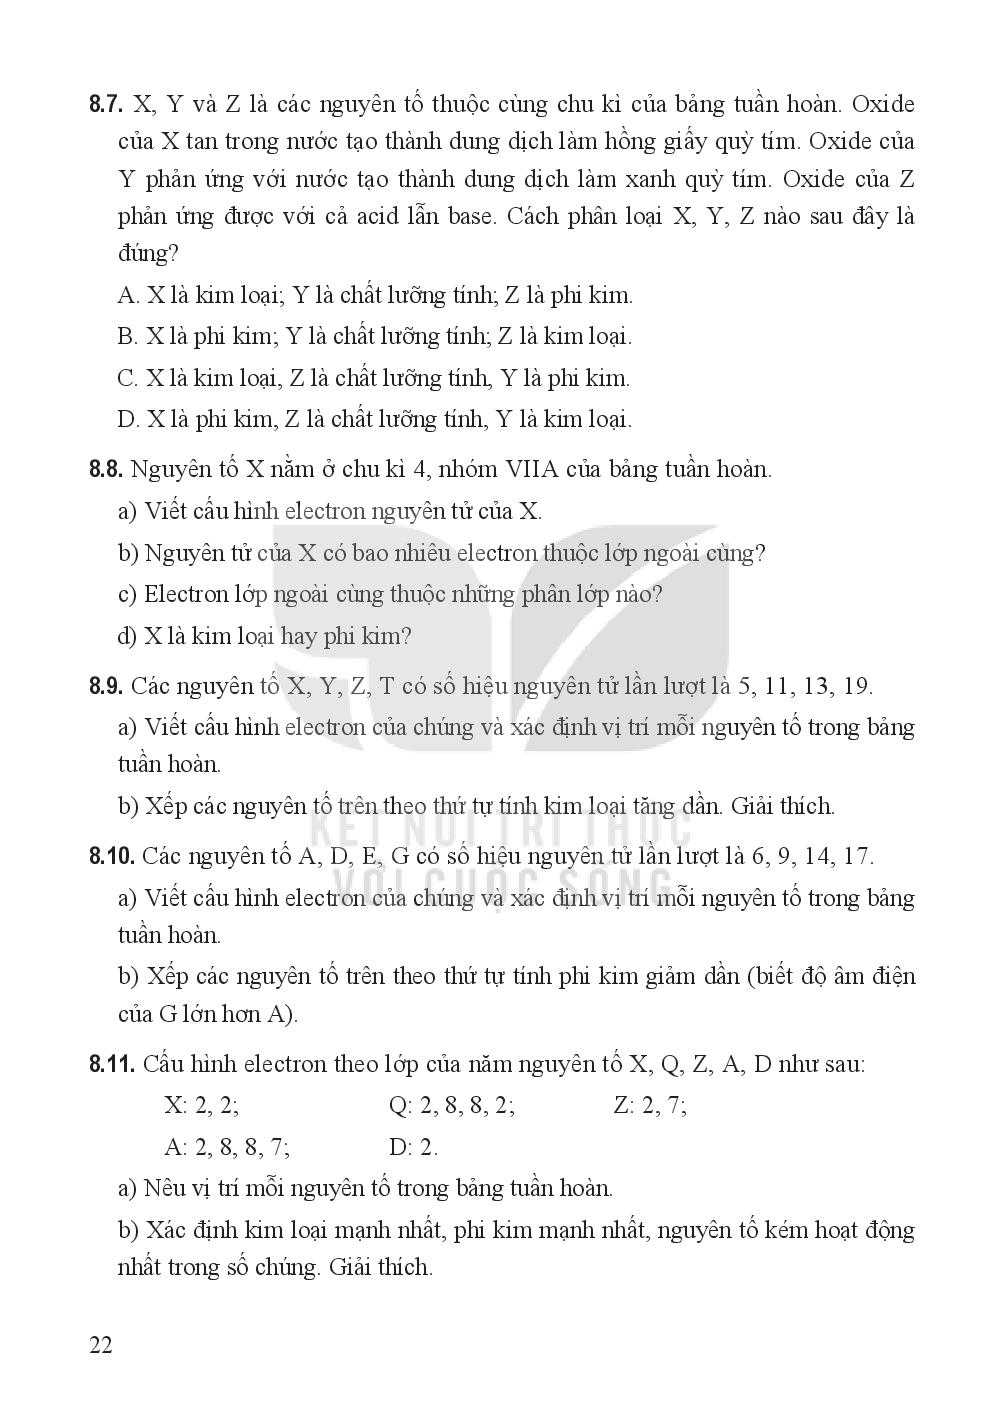 8.7. X, Y và Z là các nguyên tố thuộc cùng chu kì của bảng tuần hoàn. Oxide
của X tan trong nước tạo thành dung dịch làm hồng giấy quỳ tím. Oxide của
Y phản ứng với nước tạo thành dung dịch làm xanh quỳ tím. Oxide của Z
phản ứng được với cả acid lẫn base. Cách phân loại X, Y, Z nào sau đây là
đúng?
A. X là kim loại; Y là chất lưỡng tính; Z là phi kim.
B. X là phi kim; Y là chất lưỡng tính; Z là kim loại.
C. X là kim loại, Z là chất lưỡng tính, Y là phi kim.
D. X là phi kim, Z là chất lưỡng tính, Y là kim loại.
8.8. Nguyên tố X nằm ở chu kì 4, nhóm VIIA của bảng tuần hoàn.
a) Viết cấu hình electron nguyên tử của X.
b) Nguyên tử của X có bao nhiêu electron thuộc lớp ngoài cùng?
c) Electron lớp ngoài cùng thuộc những phân lớp nào?
d) X là kim loại hay phi kim?
8.9. Các nguyên tố X, Y, Z, T có số hiệu nguyên tử lần lượt là 5, 11, 13, 19.
a) Viết cấu hình electron của chúng và xác định vị trí mỗi nguyên tố trong bảng
tuần hoàn.
b) Xếp các nguyên tố trên theo thứ tự tính kim loại tăng dần. Giải thích.
KẾT NỐI TRI THỨC
8.10. Các nguyên tố A, D, E, G có số hiệu nguyên tử lần lượt là 6, 9, 14, 17.
VỚI CUỘC SỐNG
a) Viết cấu hình electron của chúng và xác định vị trí mỗi nguyên tố trong bảng
tuần hoàn.
b) Xếp các nguyên tố trên theo thứ tự tính phi kim giảm dần (biết độ âm điện
của G lớn hơn A).
8.11. Cấu hình electron theo lớp của năm nguyên tố X, Q, Z, A, D như sau:
X: 2, 2; Q: 2, 8, 8, 2; Z: 2, 7;
A: 2, 8, 8, 7; D: 2.
a) Nêu vị trí mỗi nguyên tố trong bảng tuần hoàn.
b) Xác định kim loại mạnh nhất, phi kim mạnh nhất, nguyên tố kém hoạt động
nhất trong số chúng. Giải thích.
22